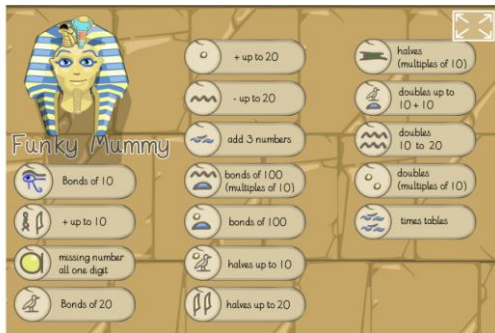 Funky Mummy
Bonds of 10
+ up to 10
missing number
all one digit
Bonds of 20
+ up to 20
- up to 20
add 3 numbers
bonds of 100
(multiples of 10)
bonds of 100
halves up to 10
halves up to 20
halves
(multiples of 10)
doubles up to
10 + 10
doubles
10 to 20
doubles
(multiples of 10)
times tables